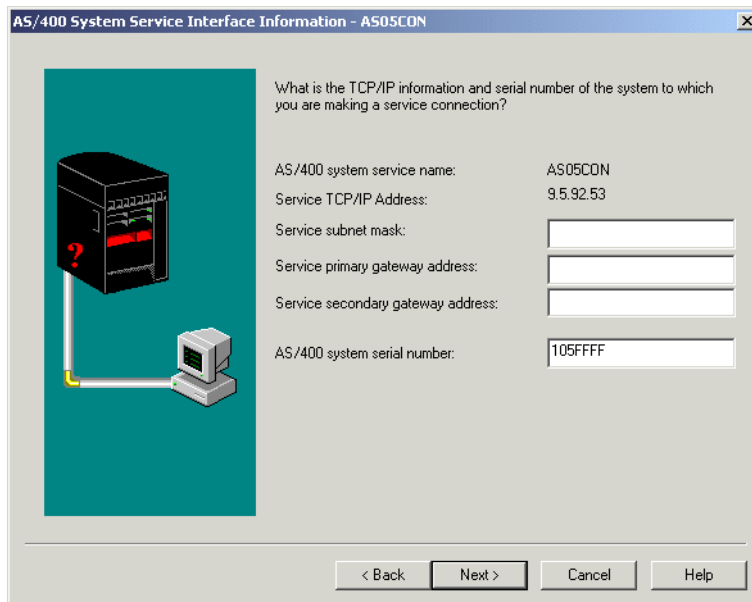 AS/400 System Service Interface Information - AS05CON
What is the TCP/IP information and serial number of the system to which
you are making a service connection?
AS/400 system service name: AS05CON
Service TCP/IP Address: 9.5.92.53
Service subnet mask:
Service primary gateway address:
Service secondary gateway address:
AS/400 system serial number: 105FFFF
?
< Back Next > Cancel Help